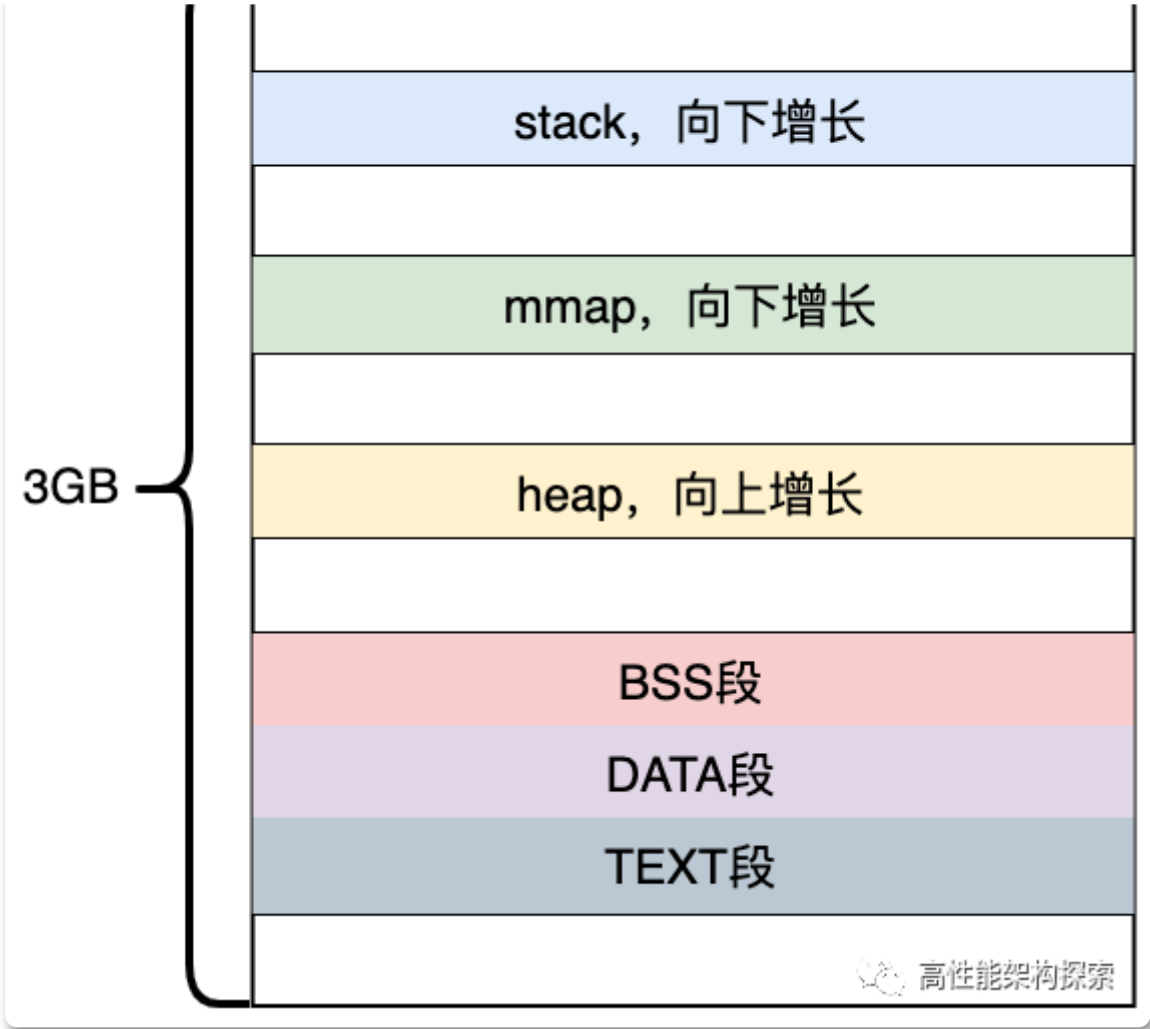 stack，向下增长
mmap，向下增长
3GB
heap，向上增长
BSS段
DATA段
TEXT段
高性能架构探索